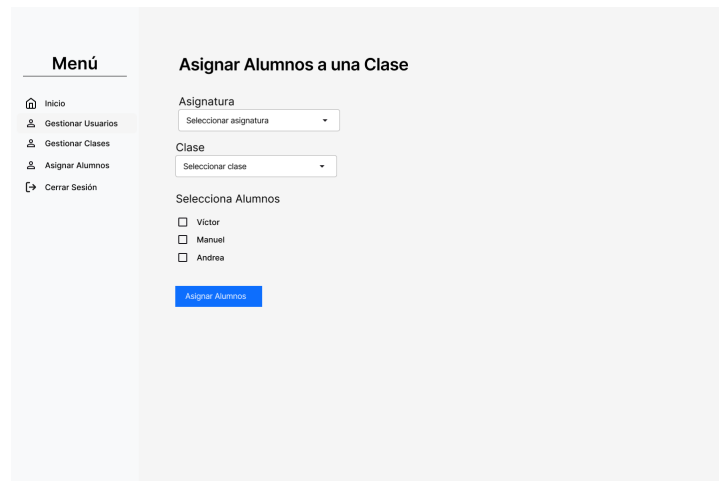 Menú
Inicio
Gestionar Usuarios
Gestionar Clases
Asignar Alumnos
Cerrar Sesión
Asignar Alumnos a una Clase
Asignatura
Seleccionar asignatura
Clase
Seleccionar clase
Selecciona Alumnos
Víctor
Manuel
Andrea
Asignar Alumnos